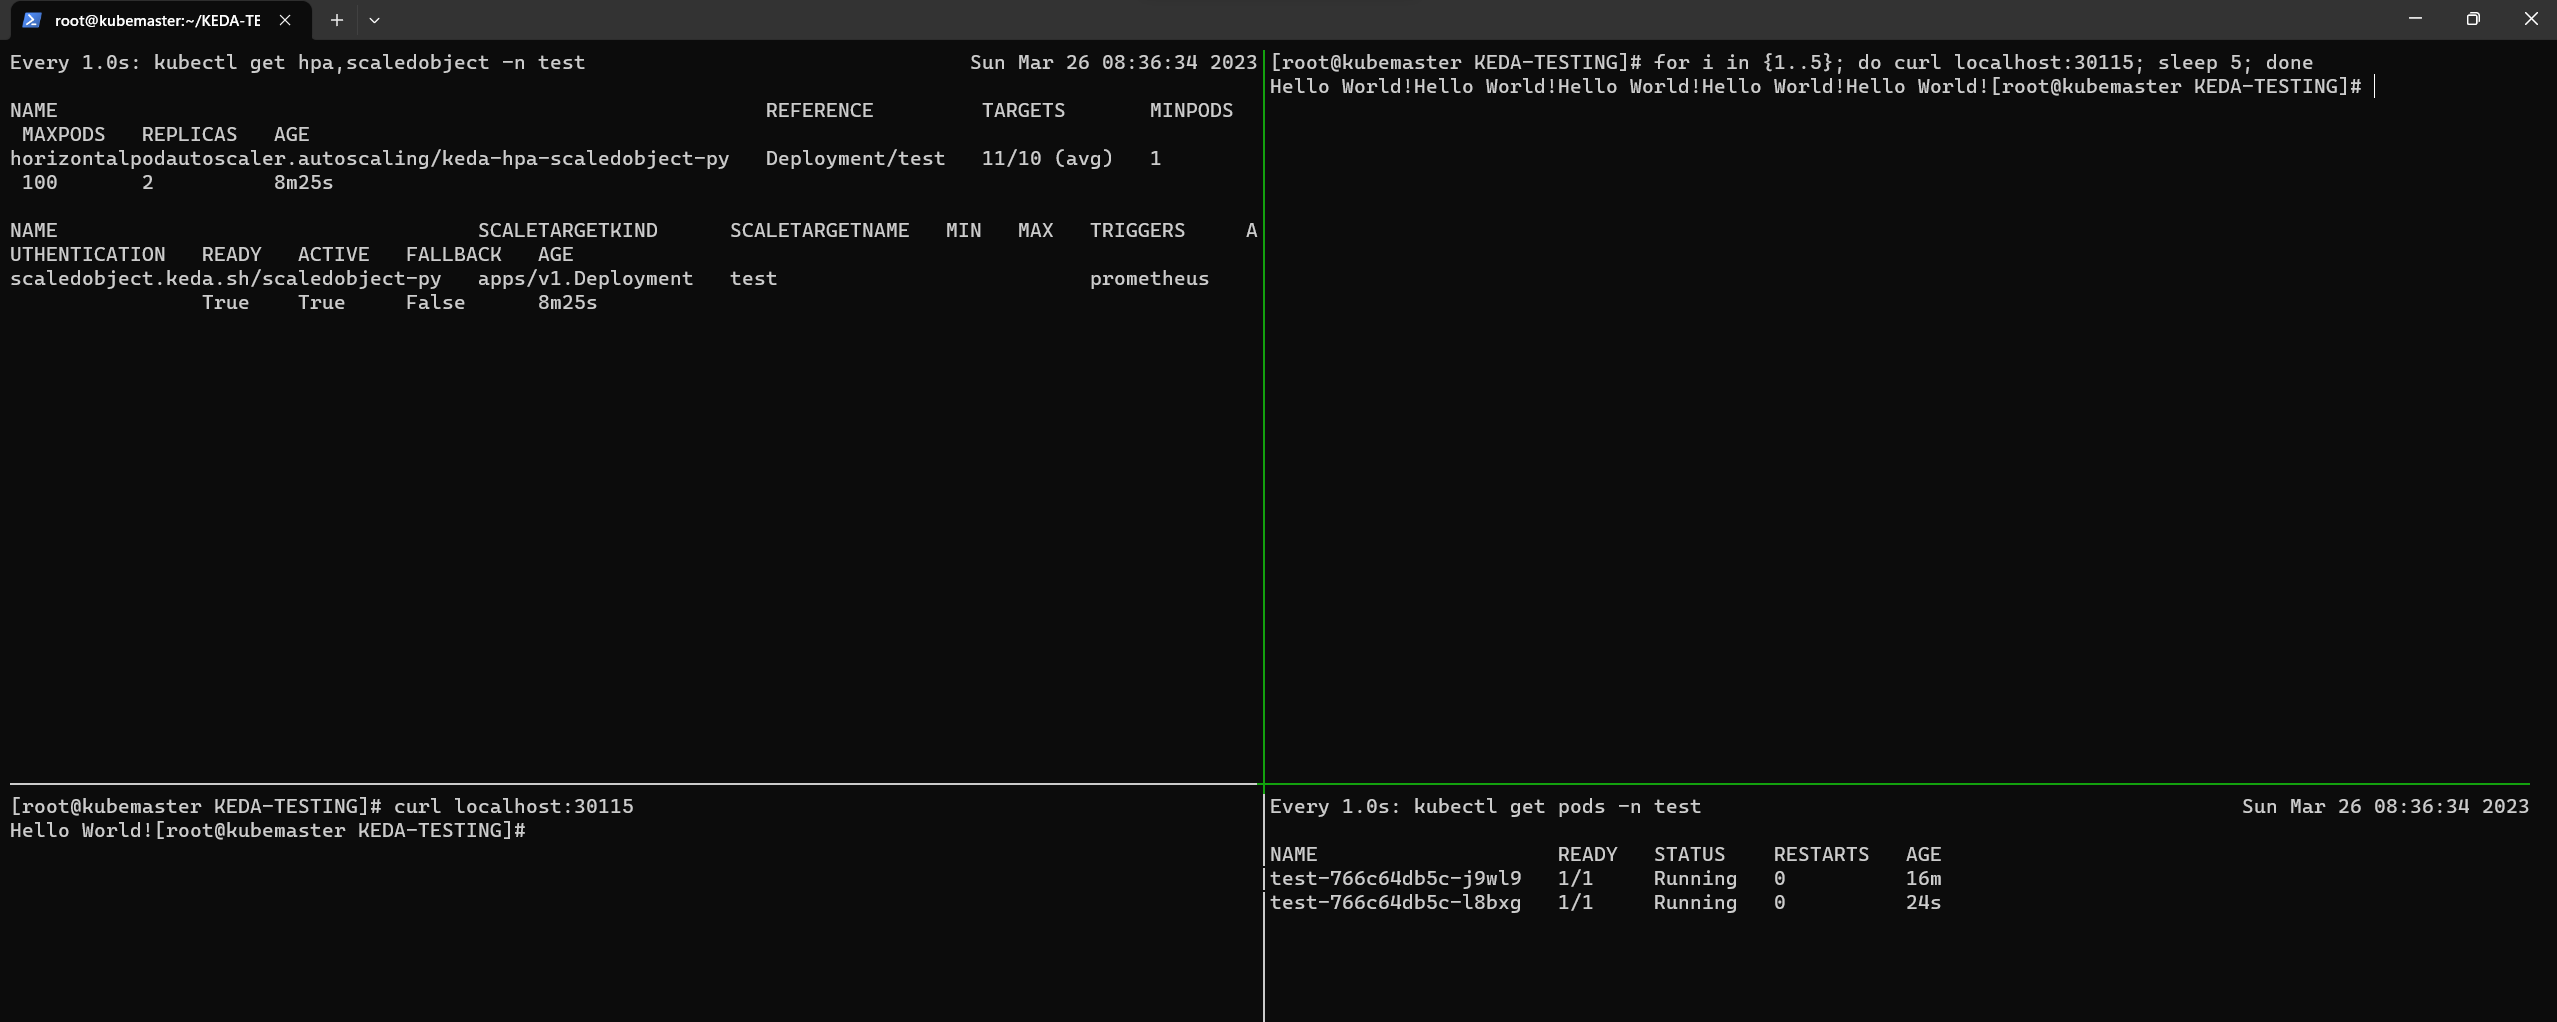 root@kubemaster:~/KEDA-TE
Every 1.0s: kubectl get hpa,scaledobject -n test Sun Mar 26 08:36:34 2023
NAME REFERENCE TARGETS MINPODS
MAXPODS REPLICAS AGE
horizontalpodautoscaler.autoscaling/keda-hpa-scaledobject-py Deployment/test 11/10 (avg) 1
100 2 8m25s
NAME SCALETARGETKIND SCALETARGETNAME MIN MAX TRIGGERS A
UTHENTICATION READY ACTIVE FALLBACK AGE
scaledobject.keda.sh/scaledobject-py apps/v1.Deployment test prometheus
True True False 8m25s
[root@kubemaster KEDA-TESTING]# for i in {1..5}; do curl localhost:30115; sleep 5; done
Hello World!Hello World!Hello World!Hello World!Hello World![root@kubemaster KEDA-TESTING]#
[root@kubemaster KEDA-TESTING]# curl localhost:30115
Hello World![root@kubemaster KEDA-TESTING]#
Every 1.0s: kubectl get pods -n test Sun Mar 26 08:36:34 2023
NAME READY STATUS RESTARTS AGE
test-766c64db5c-j9wl9 1/1 Running 0 16m
test-766c64db5c-l8bxg 1/1 Running 0 24s